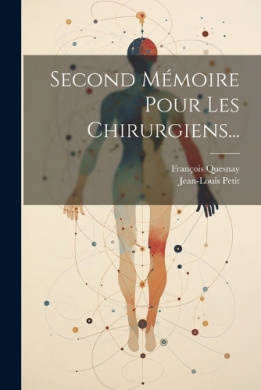 Second Mémoire
Pour Les
Chirurgiens...
François Quesnay
Jean-Louis Petit